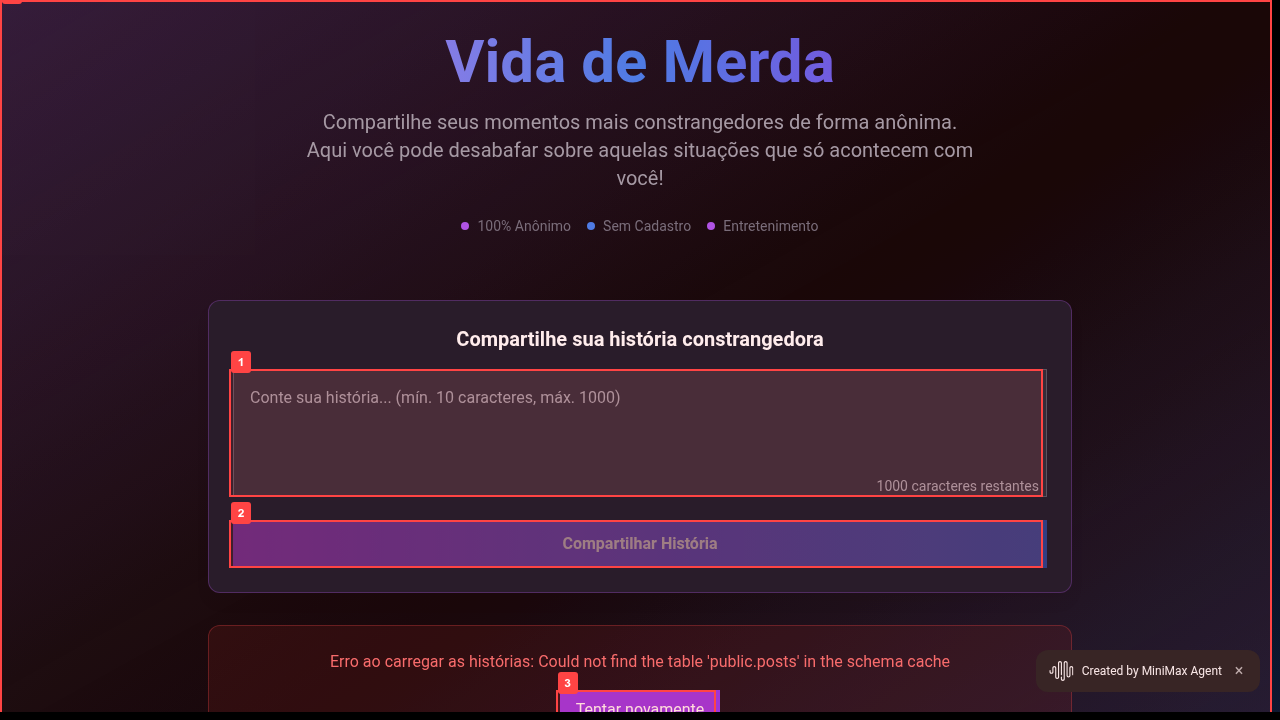 Vida de Merda
Compartilhe seus momentos mais constrangedores de forma anônima.
Aqui você pode desabafar sobre aquelas situações que só acontecem com
você!
100% Anônimo
Sem Cadastro
Entretenimento
Compartilhe sua história constrangedora
1
Conte sua história... (mín. 10 caracteres, máx. 1000)
1000 caracteres restantes
2
Compartilhar História
Erro ao carregar as histórias: Could not find the table 'public.posts' in the schema cache
Created by MiniMax Agent ×
3
Tentar novamente